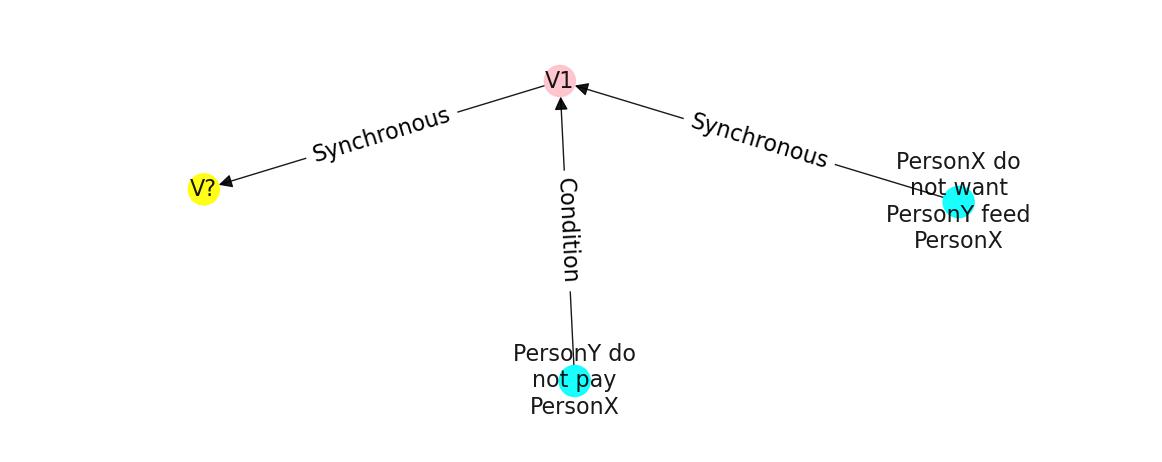 V1
Synchronous
Synchronous
V?
PersonX do
not want
PersonY feed
PersonX
Condition
PersonY do
not pay
PersonX